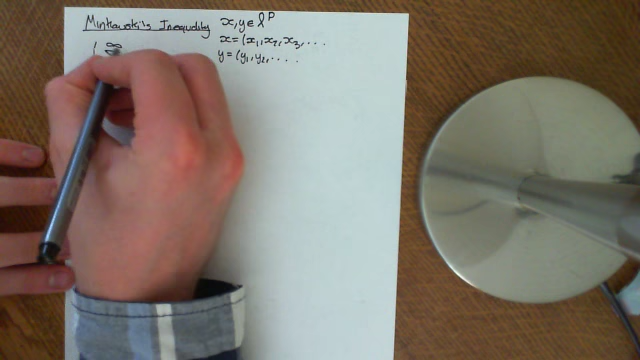 Minkowski's Inequality x,y∈l^p
x=(x₁,x₂,x₃,...
y=(y₁,y₂,....
( ∞